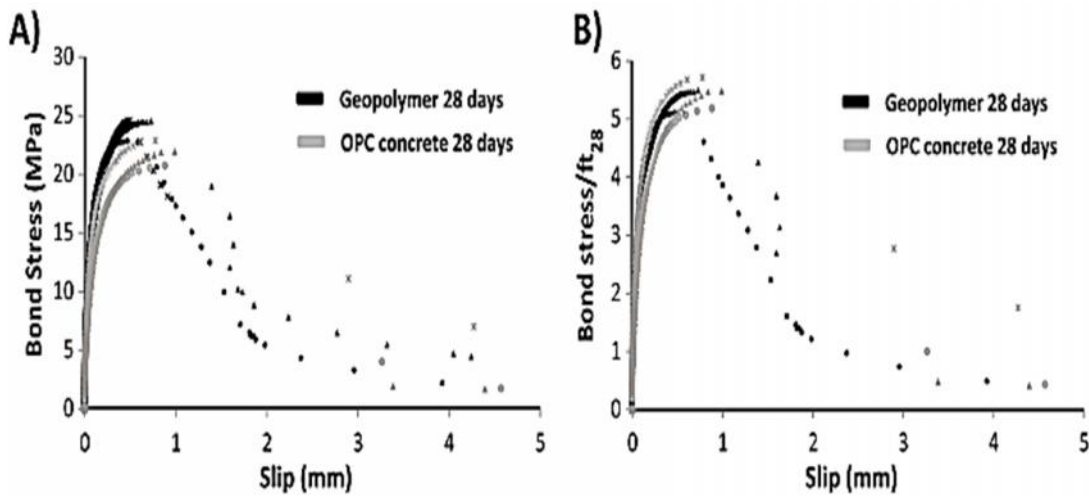 A)
30
25
20
15
10
5
0
Bond Stress (MPa)
Geopolymer 28 days
OPC concrete 28 days
0 1 2 3 4 5
Slip (mm)
B)
6
5
4
3
2
1
0
Bond Stress/ft28
Geopolymer 28 days
OPC concrete 28 days
0 1 2 3 4 5
Slip (mm)